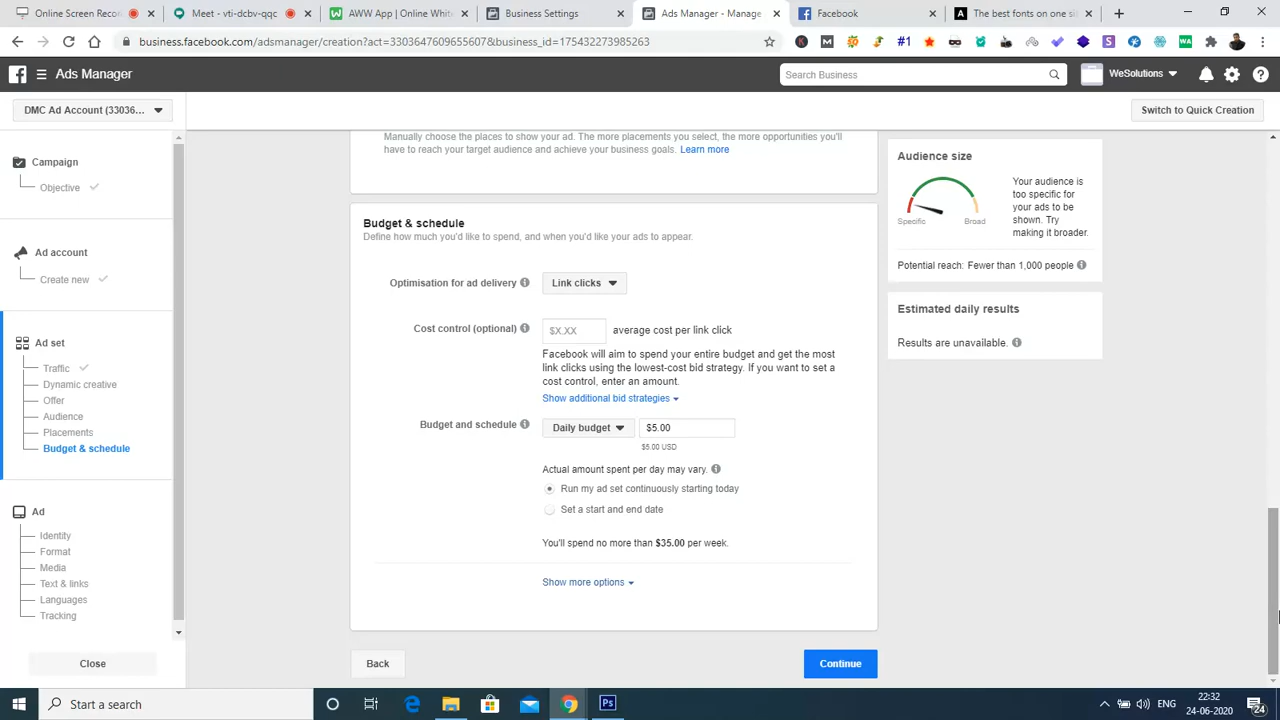 Online Screen Reco
Meet - vti-dcbv-qqc
AWW App | Online White
Business Settings
Ads Manager - Manage
Facebook
The best fonts on one si
business.facebook.com/adsmanager/creation?act=3303647609655607&business_id=175432273985263
#1
Ads Manager
Search Business
WeSolutions
DMC Ad Account (33036...
Switch to Quick Creation
Campaign
Objective
Ad account
Create new
Ad set
Traffic
Dynamic creative
Offer
Audience
Placements
Budget & schedule
Ad
Identity
Format
Media
Text & links
Languages
Tracking
Close
Manually choose the places to show your ad. The more placements you select, the more opportunities you'll
have to reach your target audience and achieve your business goals. Learn more
Budget & schedule
Define how much you'd like to spend, and when you'd like your ads to appear.
Optimisation for ad delivery
Link clicks
Cost control (optional)
$X.XX
average cost per link click
Facebook will aim to spend your entire budget and get the most
link clicks using the lowest-cost bid strategy. If you want to set a
cost control, enter an amount.
Show additional bid strategies
Budget and schedule
Daily budget
$5.00
$5.00 USD
Actual amount spent per day may vary.
Run my ad set continuously starting today
Set a start and end date
You'll spend no more than $35.00 per week.
Show more options
Back
Continue
Audience size
Specific
Broad
Your audience is
too specific for
your ads to be
shown. Try
making it broader.
Potential reach: Fewer than 1,000 people
Estimated daily results
Results are unavailable.
Start a search
Ps
ENG
22:32
24-06-2020
24